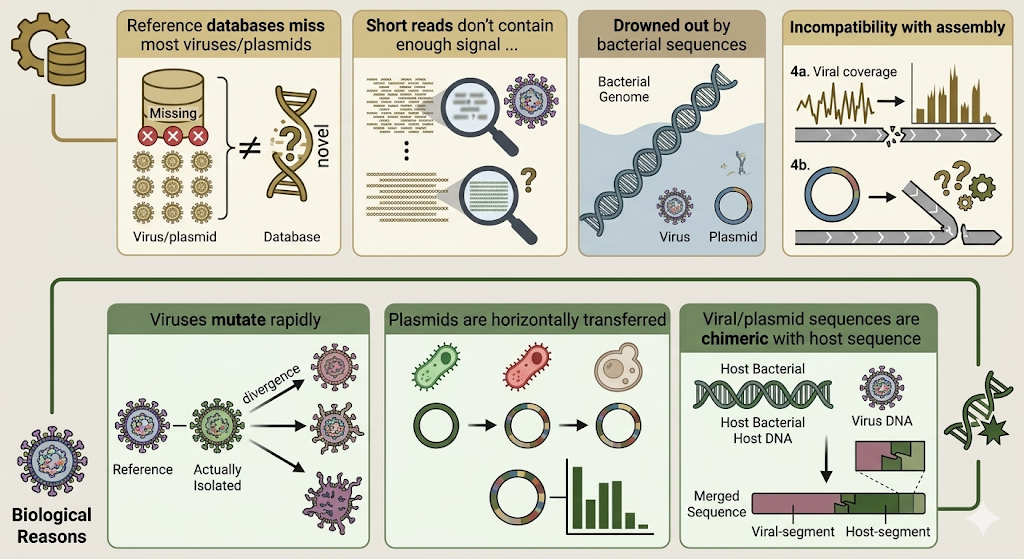 Reference databases miss
most viruses/plasmids
Missing
≠
?
novel
Virus/plasmid
Database
Short reads don't contain
enough signal ...
?
Drowned out by
bacterial sequences
Bacterial
Genome
Virus
Plasmid
Incompatibility with assembly
4a. Viral coverage
4b.
???
Viruses mutate rapidly
divergence
Reference
Actually
Isolated
Plasmids are horizontally transferred
Viral/plasmid sequences are
chimeric with host sequence
Host Bacterial
Host Bacterial
Host DNA
Virus DNA
Merged
Sequence
Viral-segment
Host-segment
Biological
Reasons